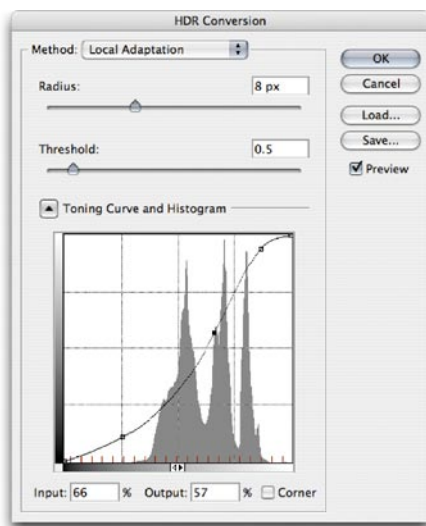 HDR Conversion
Method: Local Adaptation
Radius: 8 px
Threshold: 0.5
Toning Curve and Histogram
Input: 66 % Output: 57 % Corner
OK
Cancel
Load...
Save...
Preview